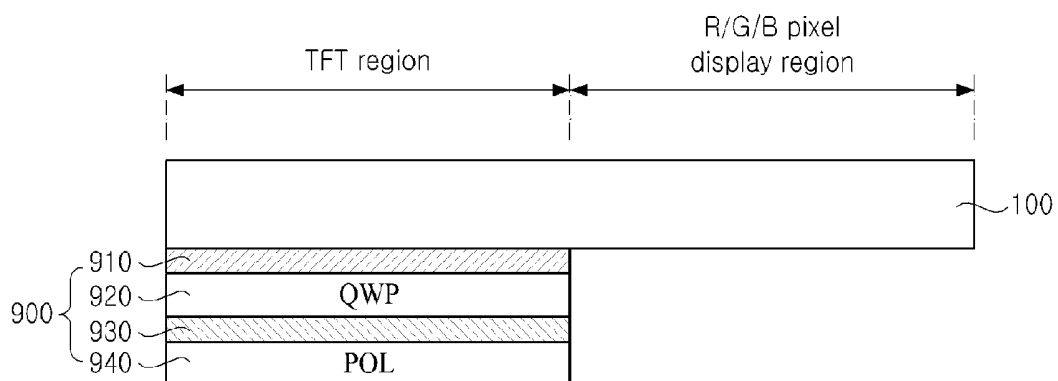 TFT region
R/G/B pixel
display region
100
910
920
QWP
900
930
940
POL